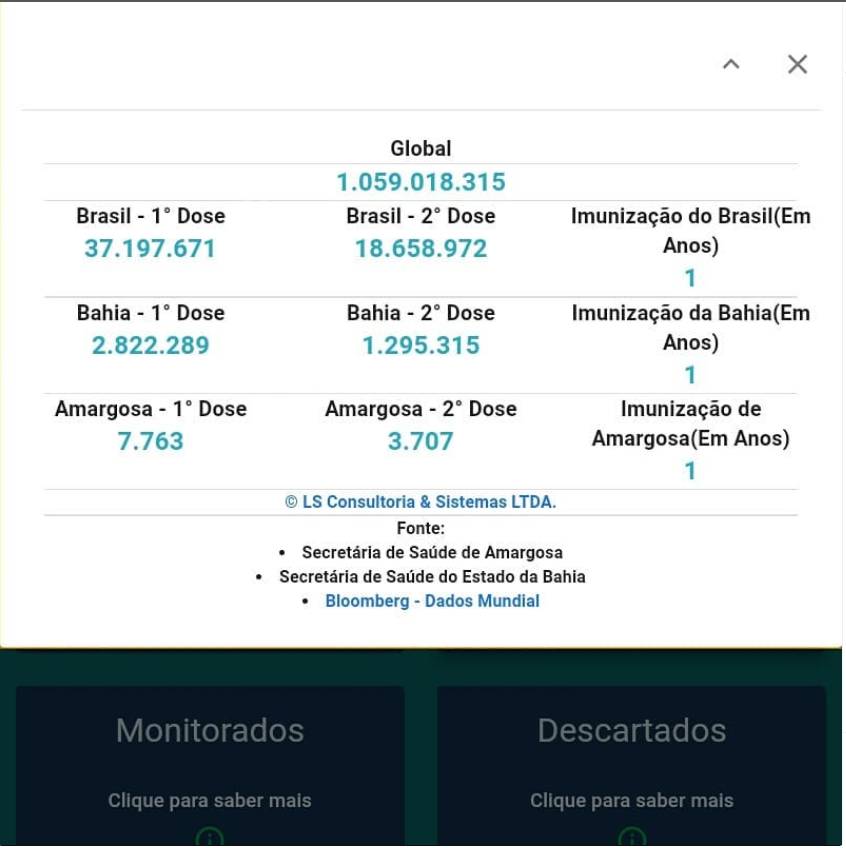 Global
1.059.018.315
Brasil - 1° Dose
37.197.671
Brasil - 2° Dose
18.658.972
Imunização do Brasil(Em
Anos)
1
Bahia - 1° Dose
2.822.289
Bahia - 2° Dose
1.295.315
Imunização da Bahia(Em
Anos)
1
Amargosa - 1° Dose
7.763
Amargosa - 2° Dose
3.707
Imunização de
Amargosa(Em Anos)
1
© LS Consultoria & Sistemas LTDA.
Fonte:
• Secretária de Saúde de Amargosa
• Secretária de Saúde do Estado da Bahia
• Bloomberg - Dados Mundial
Monitorados
Clique para saber mais
Descartados
Clique para saber mais